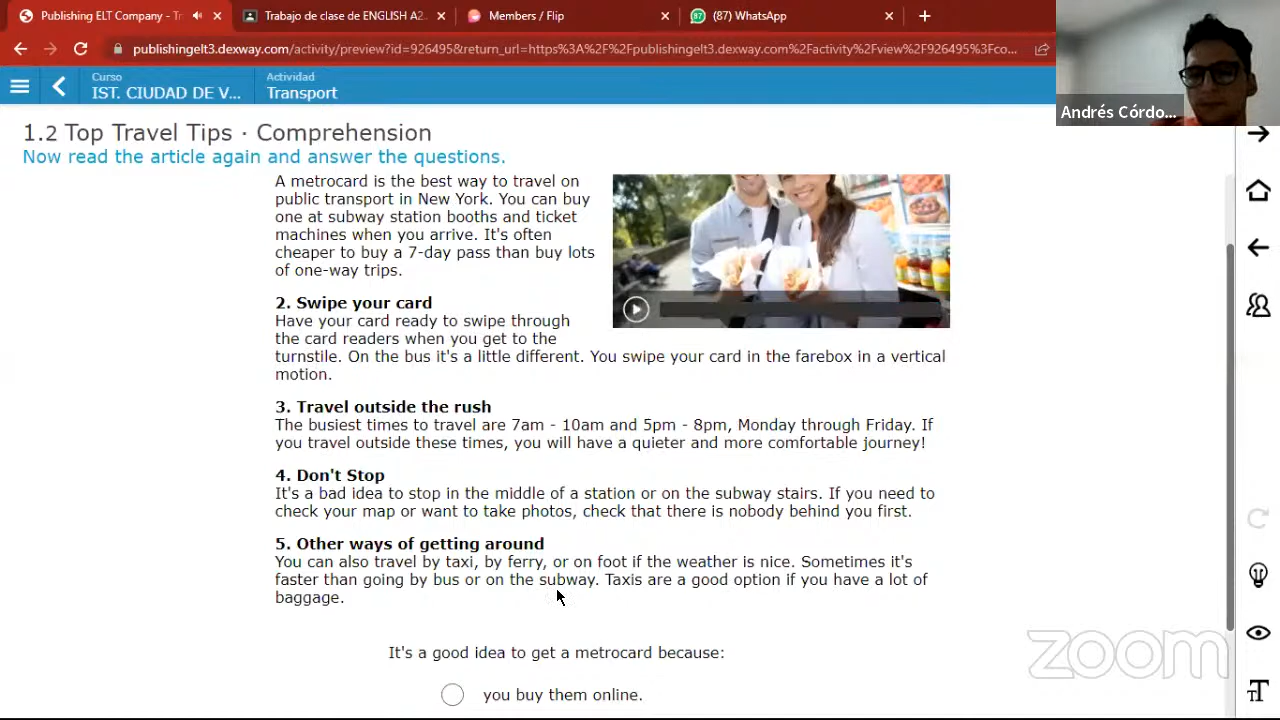 Publishing ELT Company - Tr
Trabajo de clase de ENGLISH A2
Members / Flip
(87) WhatsApp
publishingelt3.dexway.com/activity/preview?id=926495&return_url=https%3A%2F%2Fpublishingelt3.dexway.com%2Factivity%2Fview%2F926495%3Fco...
Curso
IST. CIUDAD DE V...
Actividad
Transport
Andrés Córdo...
1.2 Top Travel Tips · Comprehension
Now read the article again and answer the questions.
A metrocard is the best way to travel on
public transport in New York. You can buy
one at subway station booths and ticket
machines when you arrive. It's often
cheaper to buy a 7-day pass than buy lots
of one-way trips.
2. Swipe your card
Have your card ready to swipe through
the card readers when you get to the
turnstile. On the bus it's a little different. You swipe your card in the farebox in a vertical
motion.
3. Travel outside the rush
The busiest times to travel are 7am - 10am and 5pm - 8pm, Monday through Friday. If
you travel outside these times, you will have a quieter and more comfortable journey!
4. Don't Stop
It's a bad idea to stop in the middle of a station or on the subway stairs. If you need to
check your map or want to take photos, check that there is nobody behind you first.
5. Other ways of getting around
You can also travel by taxi, by ferry, or on foot if the weather is nice. Sometimes it's
faster than going by bus or on the subway. Taxis are a good option if you have a lot of
baggage.
It's a good idea to get a metrocard because:
you buy them online.
zoom
TT